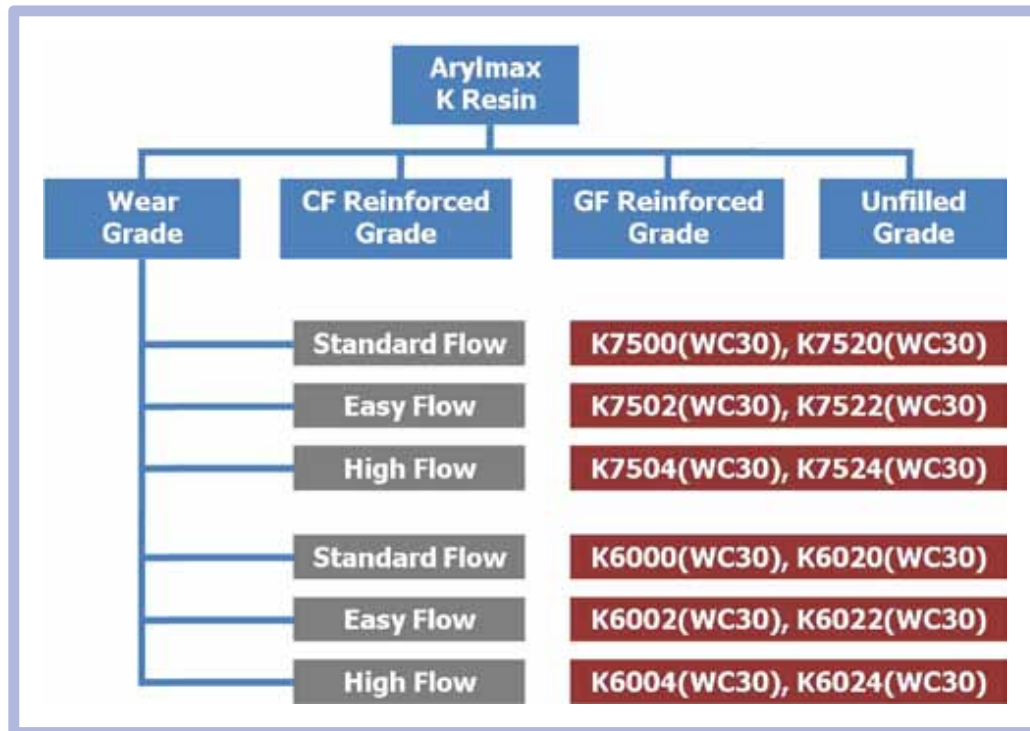 Arylmax
K Resin
Wear
Grade
CF Reinforced
Grade
GF Reinforced
Grade
Unfilled
Grade
Standard Flow
K7500(WC30), K7520(WC30)
Easy Flow
K7502(WC30), K7522(WC30)
High Flow
K7504(WC30), K7524(WC30)
Standard Flow
K6000(WC30), K6020(WC30)
Easy Flow
K6002(WC30), K6022(WC30)
High Flow
K6004(WC30), K6024(WC30)